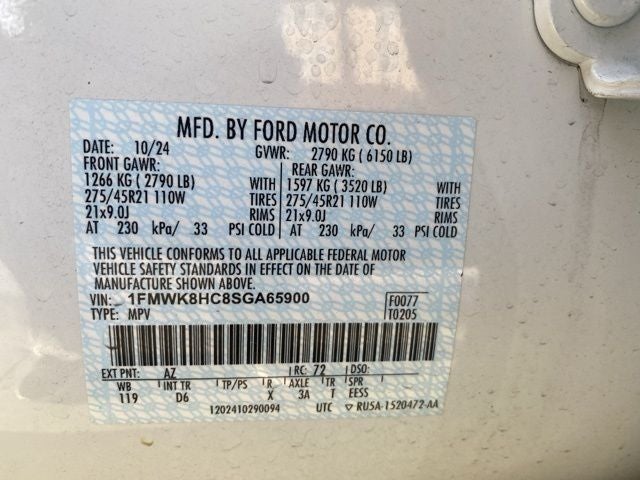 MFD. BY FORD MOTOR CO.
DATE: 10/24 GVWR: 2790 KG ( 6150 LB)
FRONT GAWR: REAR GAWR:
1266 KG ( 2790 LB) WITH 1597 KG ( 3520 LB) WITH
275/45R21 110W TIRES 275/45R21 110W TIRES
21x9.0J RIMS 21x9.0J RIMS
AT 230 kPa/ 33 PSI COLD AT 230 kPa/ 33 PSI COLD
THIS VEHICLE CONFORMS TO ALL APPLICABLE FEDERAL MOTOR
VEHICLE SAFETY STANDARDS IN EFFECT ON THE DATE OF
MANUFACTURE SHOWN ABOVE.
VIN: 1FMWK8HC8SGA65900 F0077
TYPE: MPV T0205
EXT PNT: AZ RC: 72 DSO:
WB INT TR TP/PS R AXLE TR SPR
119 D6 X 3A T EESS
1202410290094 UTC ▽ RU5A-1520472-AA